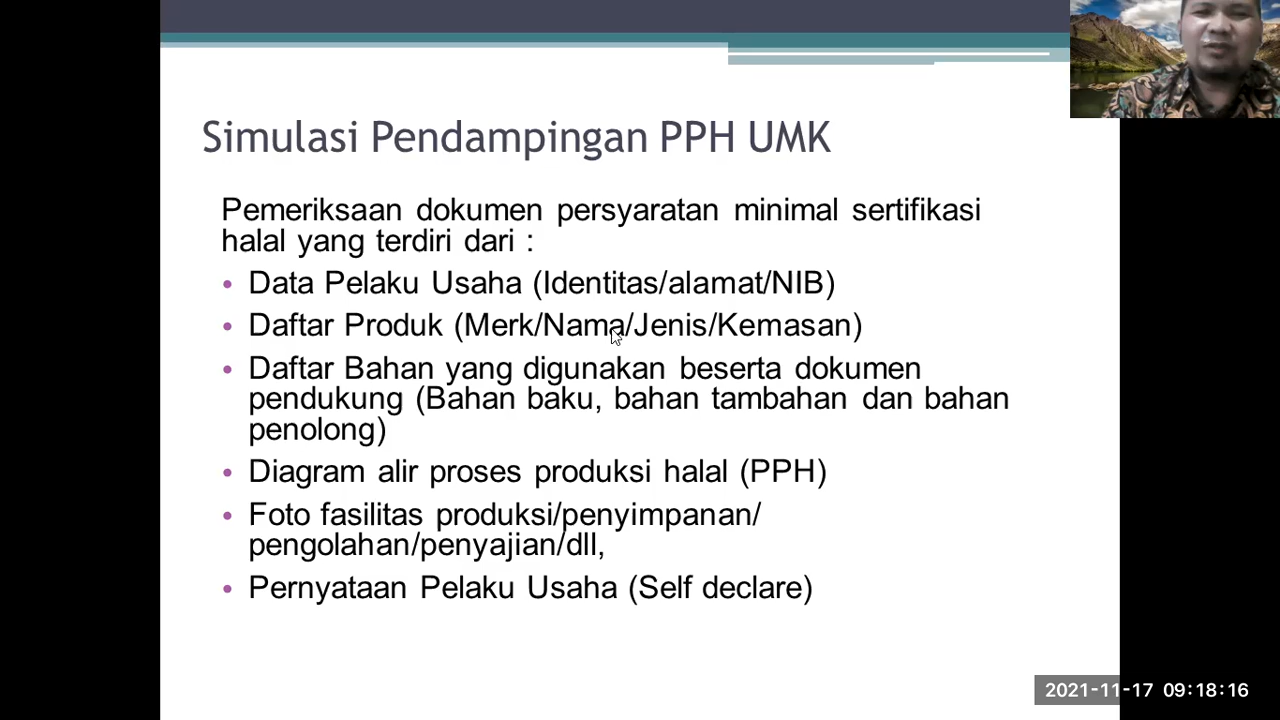 Simulasi Pendampingan PPH UMK
Pemeriksaan dokumen persyaratan minimal sertifikasi
halal yang terdiri dari :
• Data Pelaku Usaha (Identitas/alamat/NIB)
• Daftar Produk (Merk/Nama/Jenis/Kemasan)
• Daftar Bahan yang digunakan beserta dokumen
pendukung (Bahan baku, bahan tambahan dan bahan
penolong)
• Diagram alir proses produksi halal (PPH)
• Foto fasilitas produksi/penyimpanan/
pengolahan/penyajian/dll,
• Pernyataan Pelaku Usaha (Self declare)
2021-11-17 09:18:16